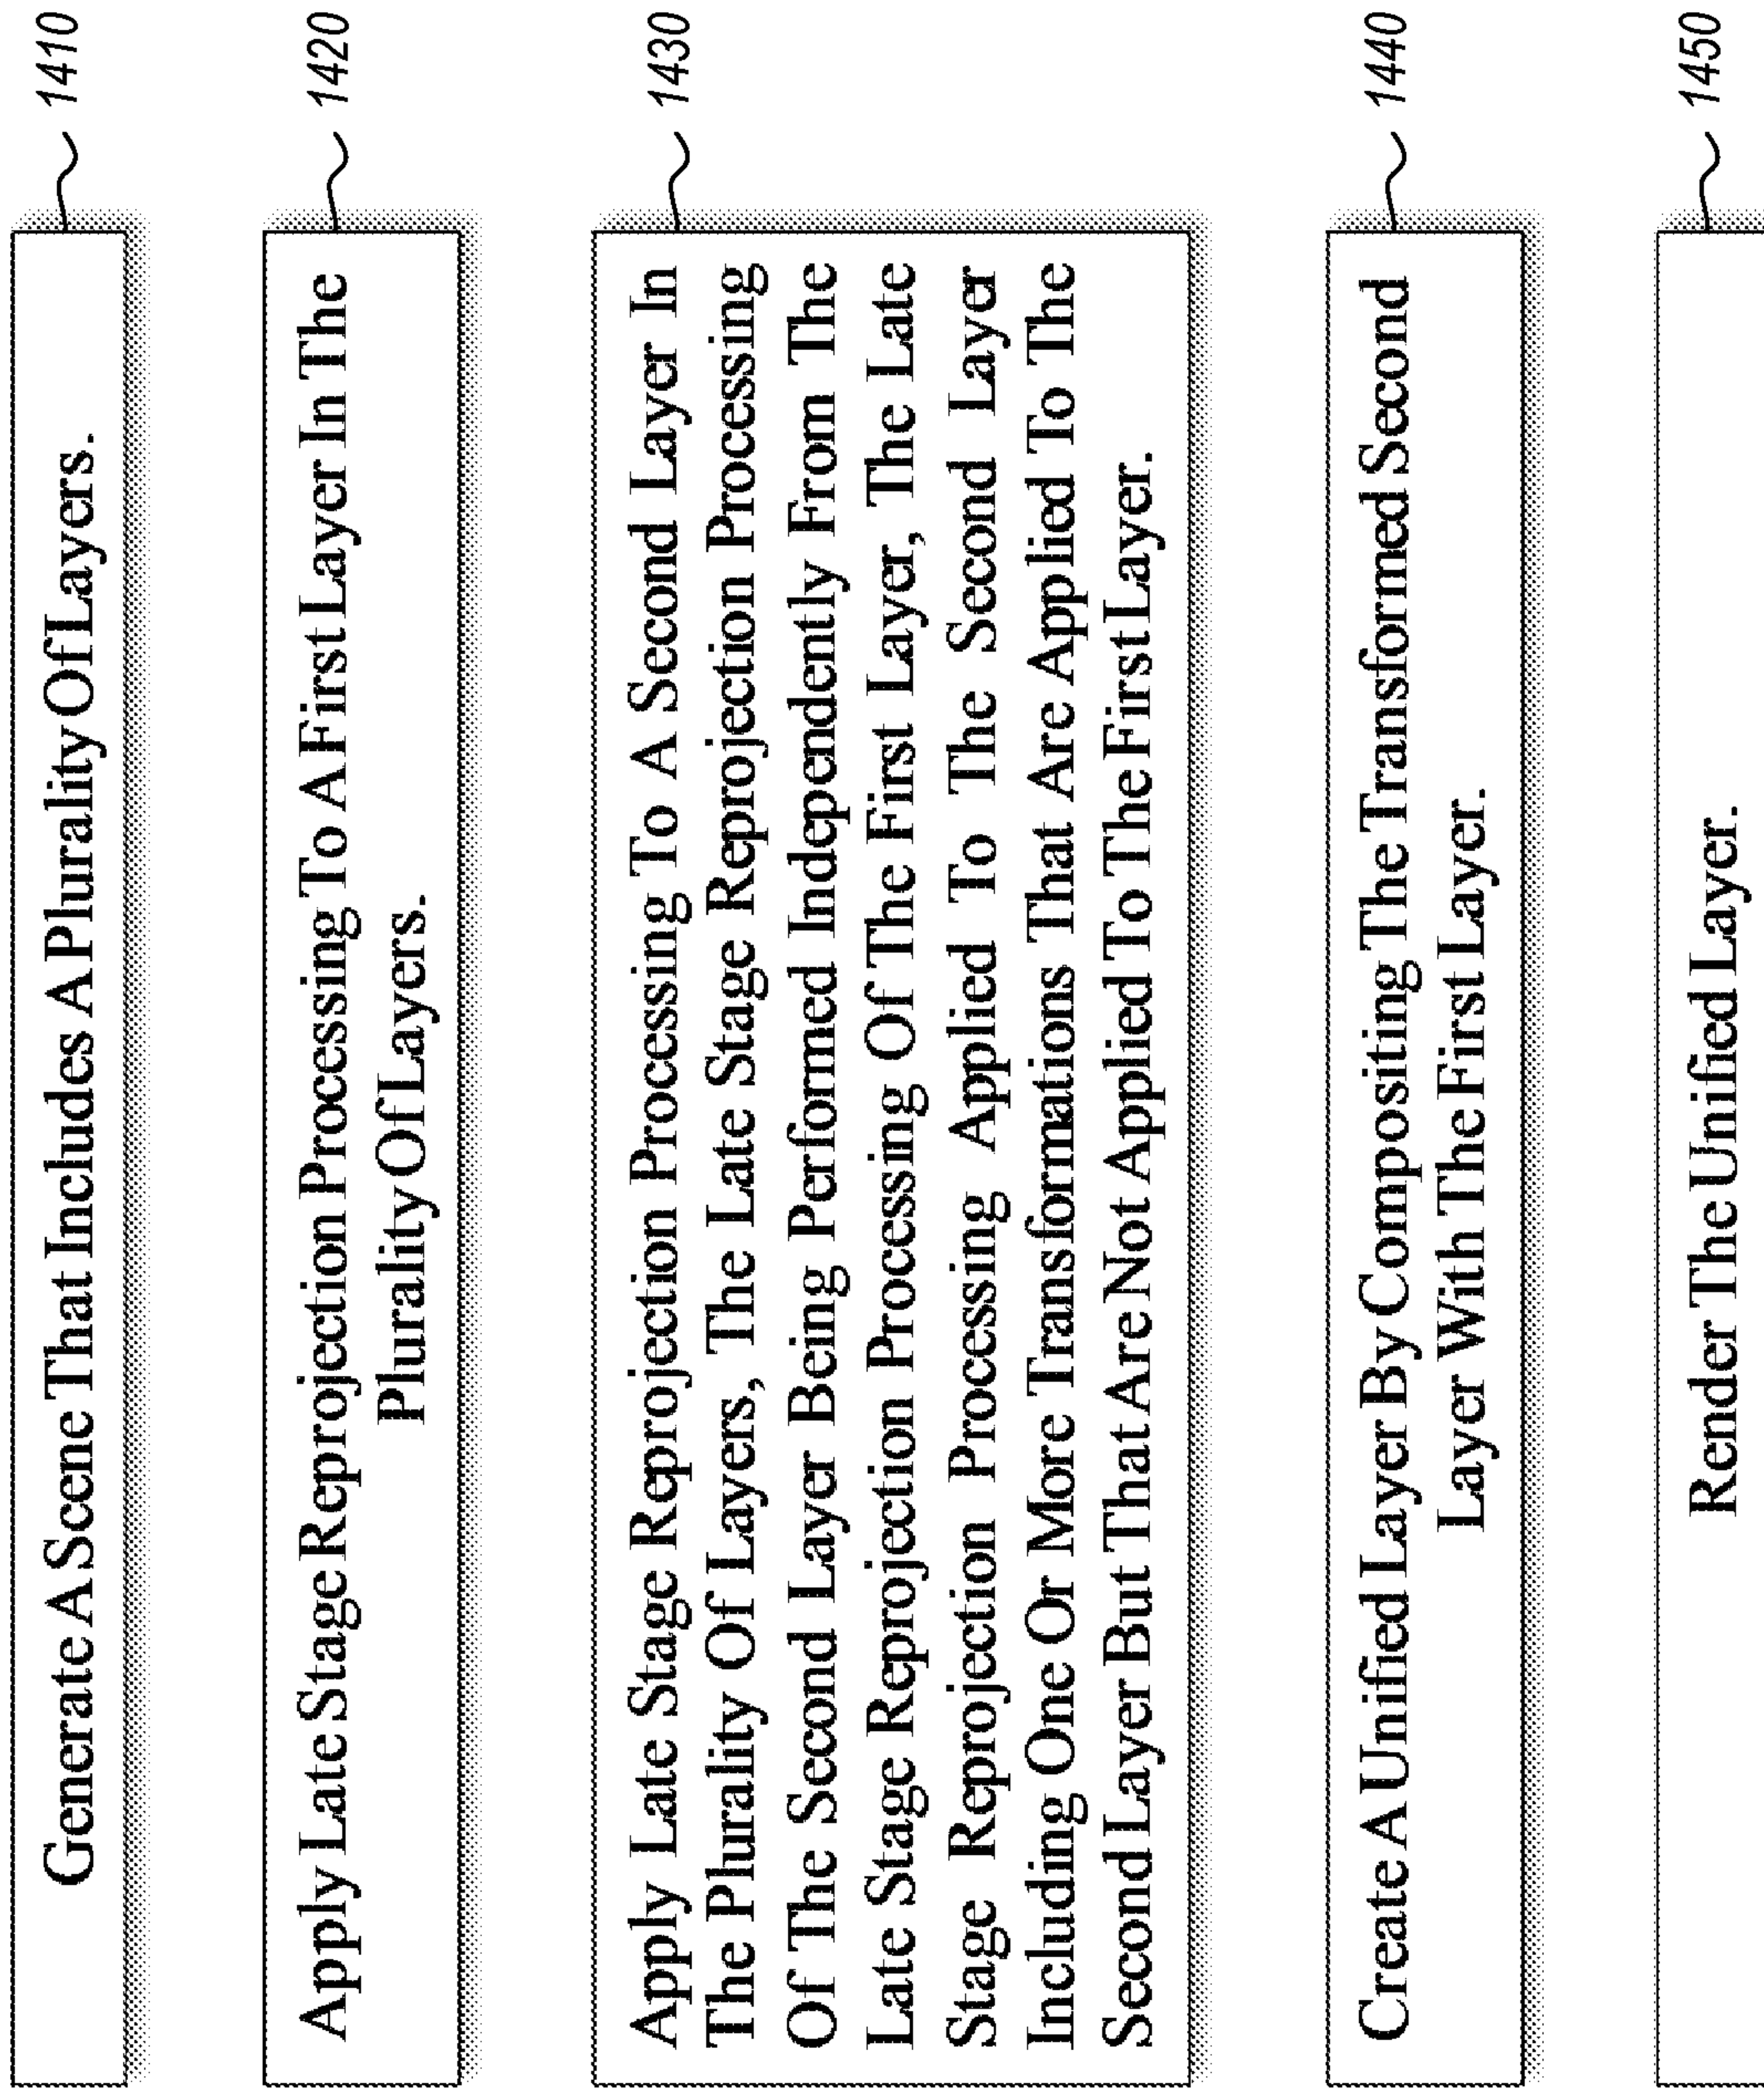 Generate A Scene That Includes A Plurality Of Layers.
1410
Apply Late Stage Reprojection Processing To A First Layer In The
Plurality Of Layers.
1420
Apply Late Stage Reprojection Processing To A Second Layer In
The Plurality Of Layers, The Late Stage Reprojection Processing
Of The Second Layer Being Performed Independently From The
Late Stage Reprojection Processing Of The First Layer, The Late
Stage Reprojection Processing Applied To The Second Layer
Including One Or More Transformations That Are Applied To The
Second Layer But That Are Not Applied To The First Layer.
1430
Create A Unified Layer By Compositing The Transformed Second
Layer With The First Layer.
1440
Render The Unified Layer.
1450